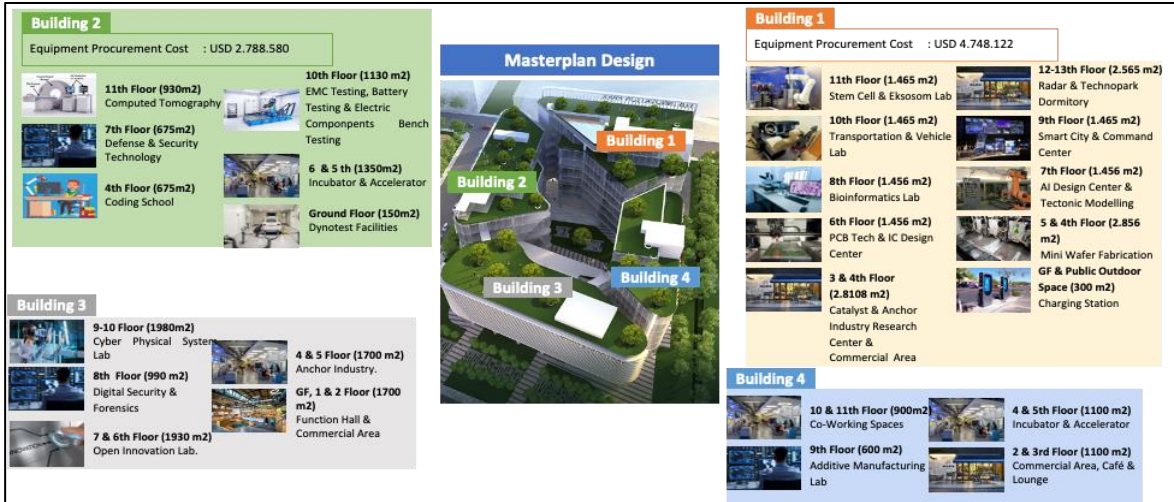 Building 2
Equipment Procurement Cost : USD 2.788.580
11th Floor (930m2)
Computed Tomography
7th Floor (675m2)
Defense & Security
Technology
4th Floor (675m2)
Coding School
10th Floor (1130 m2)
EMC Testing, Battery
Testing & Electric
Componpents Bench
Testing
6 & 5 th (1350m2)
Incubator & Accelerator
Ground Floor (150m2)
Dynotest Facilities
Building 3
9-10 Floor (1980m2)
Cyber Physical System
Lab
8th Floor (990 m2)
Digital Security &
Forensics
7 & 6th Floor (1930 m2)
Open Innovation Lab.
4 & 5 Floor (1700 m2)
Anchor Industry.
GF, 1 & 2 Floor (1700
m2)
Function Hall &
Commercial Area
Masterplan Design
Building 1
Building 2
Building 4
Building 3
Building 1
Equipment Procurement Cost : USD 4.748.122
11th Floor (1.465 m2)
Stem Cell & Eksosom Lab
10th Floor (1.465 m2)
Transportation & Vehicle
Lab
8th Floor (1.456 m2)
Bioinformatics Lab
6th Floor (1.456 m2)
PCB Tech & IC Design
Center
3 & 4th Floor
(2.8108 m2)
Catalyst & Anchor
Industry Research
Center &
Commercial Area
12-13th Floor (2.565 m2)
Radar & Technopark
Dormitory
9th Floor (1.465 m2)
Smart City & Command
Center
7th Floor (1.456 m2)
AI Design Center &
Tectonic Modelling
5 & 4th Floor (2.856
m2)
Mini Wafer Fabrication
GF & Public Outdoor
Space (300 m2)
Charging Station
Building 4
10 & 11th Floor (900m2)
Co-Working Spaces
9th Floor (600 m2)
Additive Manufacturing
Lab
4 & 5th Floor (1100 m2)
Incubator & Accelerator
2 & 3rd Floor (1100 m2)
Commercial Area, Café &
Lounge